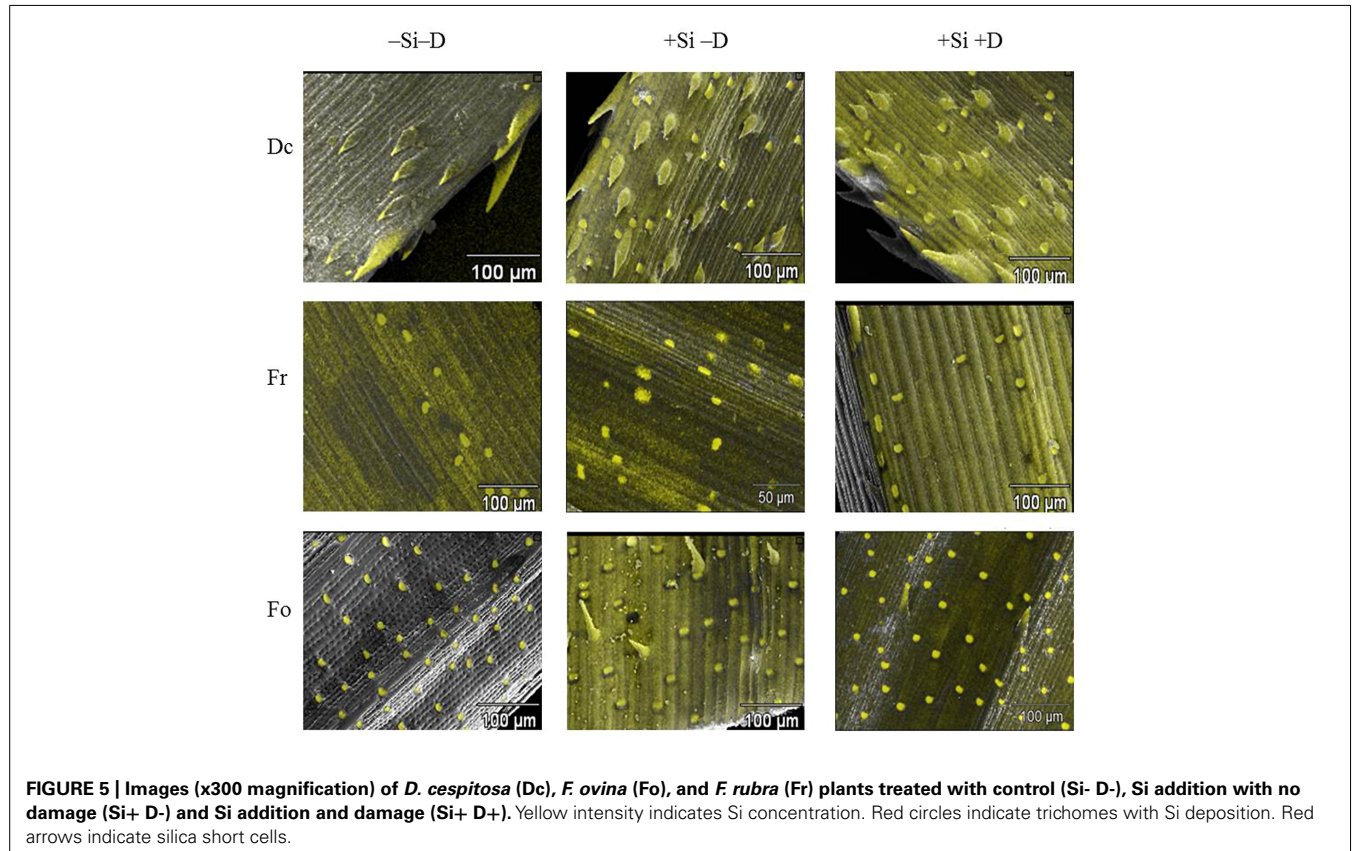 –Si–D +Si –D +Si +D
Dc
100 µm 100 µm 100 µm
Fr
100 µm 50 µm 100 µm
Fo
100 µm 100 µm 100 µm
FIGURE 5 | Images (x300 magnification) of D. cespitosa (Dc), F. ovina (Fo), and F. rubra (Fr) plants treated with control (Si- D-), Si addition with no
damage (Si+ D-) and Si addition and damage (Si+ D+). Yellow intensity indicates Si concentration. Red circles indicate trichomes with Si deposition. Red
arrows indicate silica short cells.